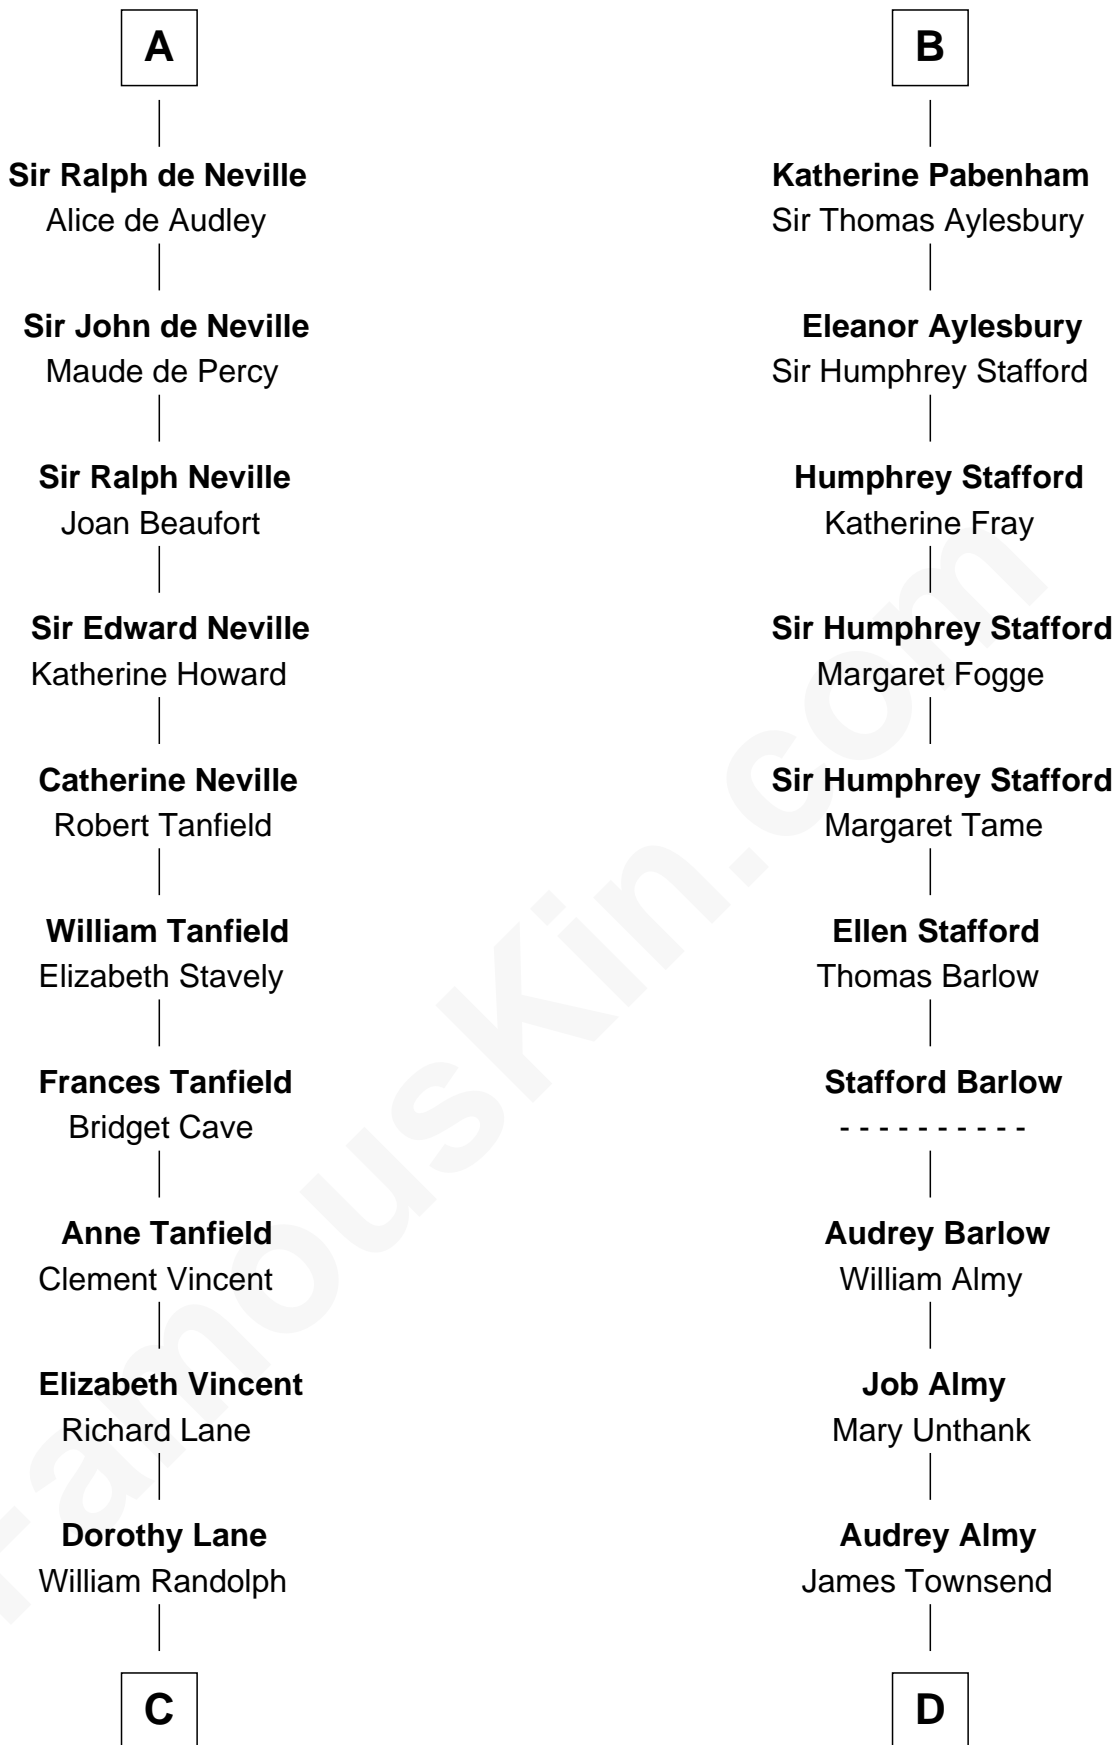 A
Sir Ralph de Neville
Alice de Audley
Sir John de Neville
Maude de Percy
Sir Ralph Neville
Joan Beaufort
Sir Edward Neville
Katherine Howard
Catherine Neville
Robert Tanfield
William Tanfield
Elizabeth Stavely
Frances Tanfield
Bridget Cave
Anne Tanfield
Clement Vincent
Elizabeth Vincent
Richard Lane
Dorothy Lane
William Randolph
C
B
Katherine Pabenham
Sir Thomas Aylesbury
Eleanor Aylesbury
Sir Humphrey Stafford
Humphrey Stafford
Katherine Fray
Sir Humphrey Stafford
Margaret Fogge
Sir Humphrey Stafford
Margaret Tame
Ellen Stafford
Thomas Barlow
Stafford Barlow
- - - - - - - - - -
Audrey Barlow
William Almy
Job Almy
Mary Unthank
Audrey Almy
James Townsend
D
FamousKin.com